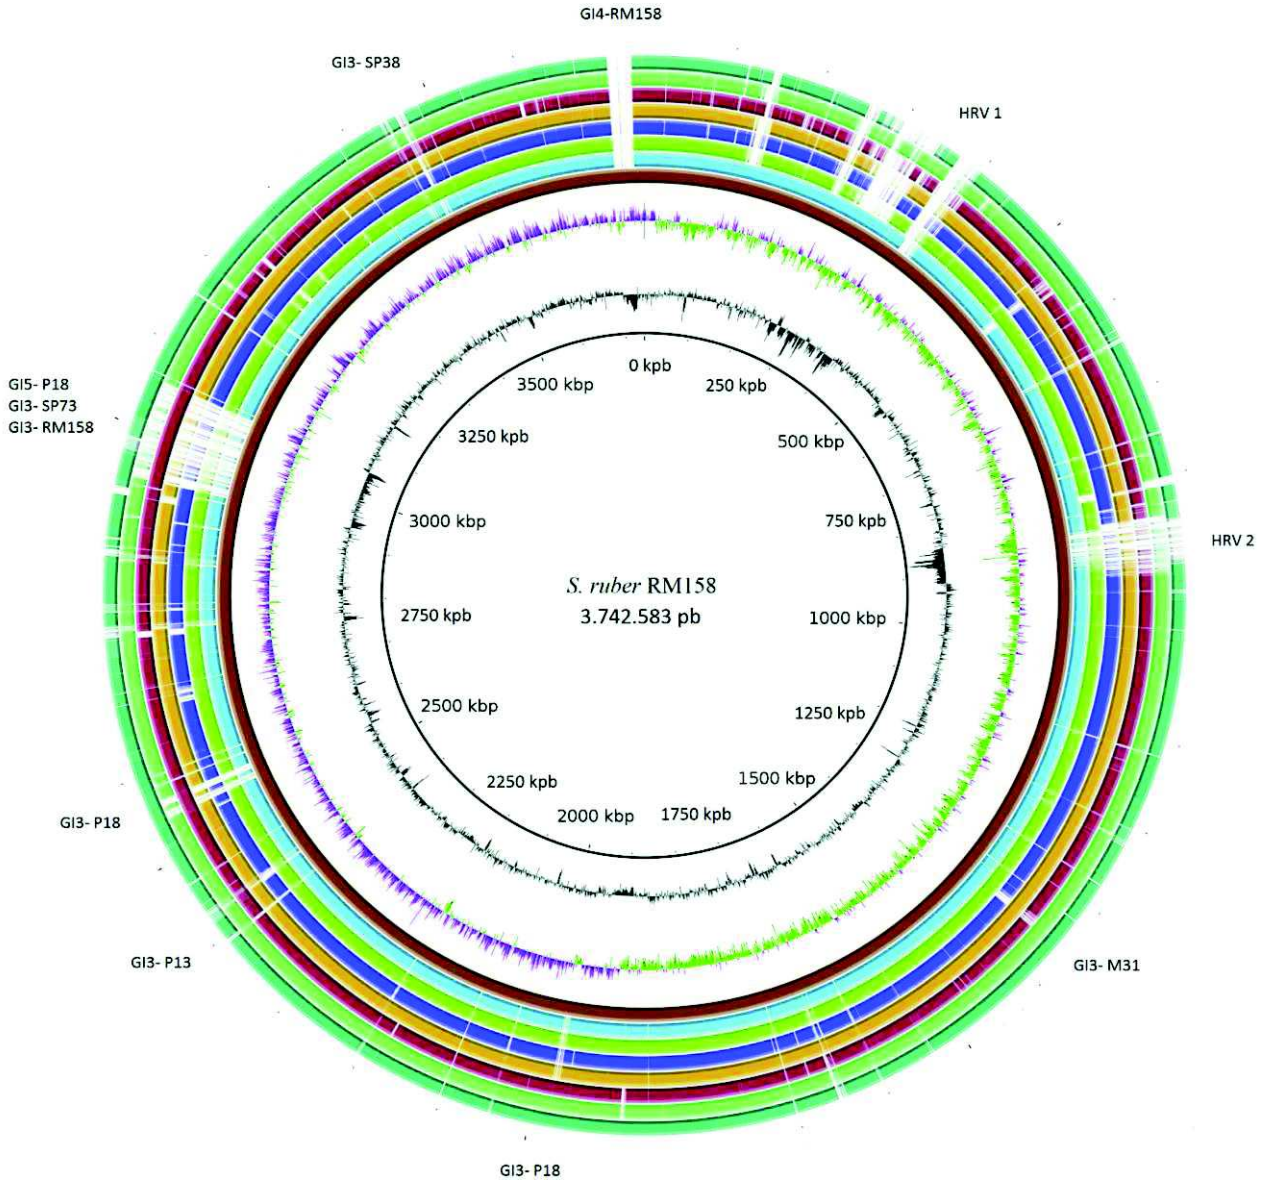 GI4-RM158
GI3- SP38
HRV 1
0 kpb
250 kpb
3500 kbp
GI5- P18
GI3- SP73
GI3- RM158
3250 kpb
500 kbp
3000 kbp
750 kpb
HRV 2
S. ruber RM158
3.742.583 pb
2750 kpb
1000 kbp
2500 kbp
1250 kpb
2250 kpb
1500 kbp
2000 kbp
1750 kpb
GI3- P18
GI3- P13
GI3- M31
GI3- P18